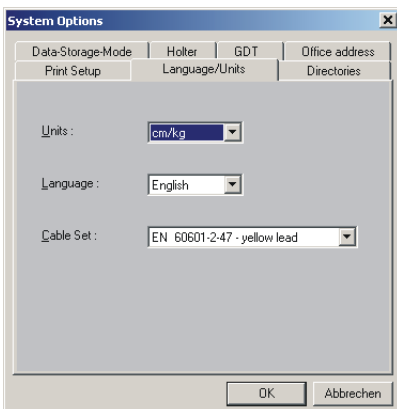 System Options
Data-Storage-Mode Holter GDT Office address
Print Setup Language/Units Directories
Units : cm/kg
Language : English
Cable Set : EN 60601-2-47 - yellow lead
OK Abbrechen